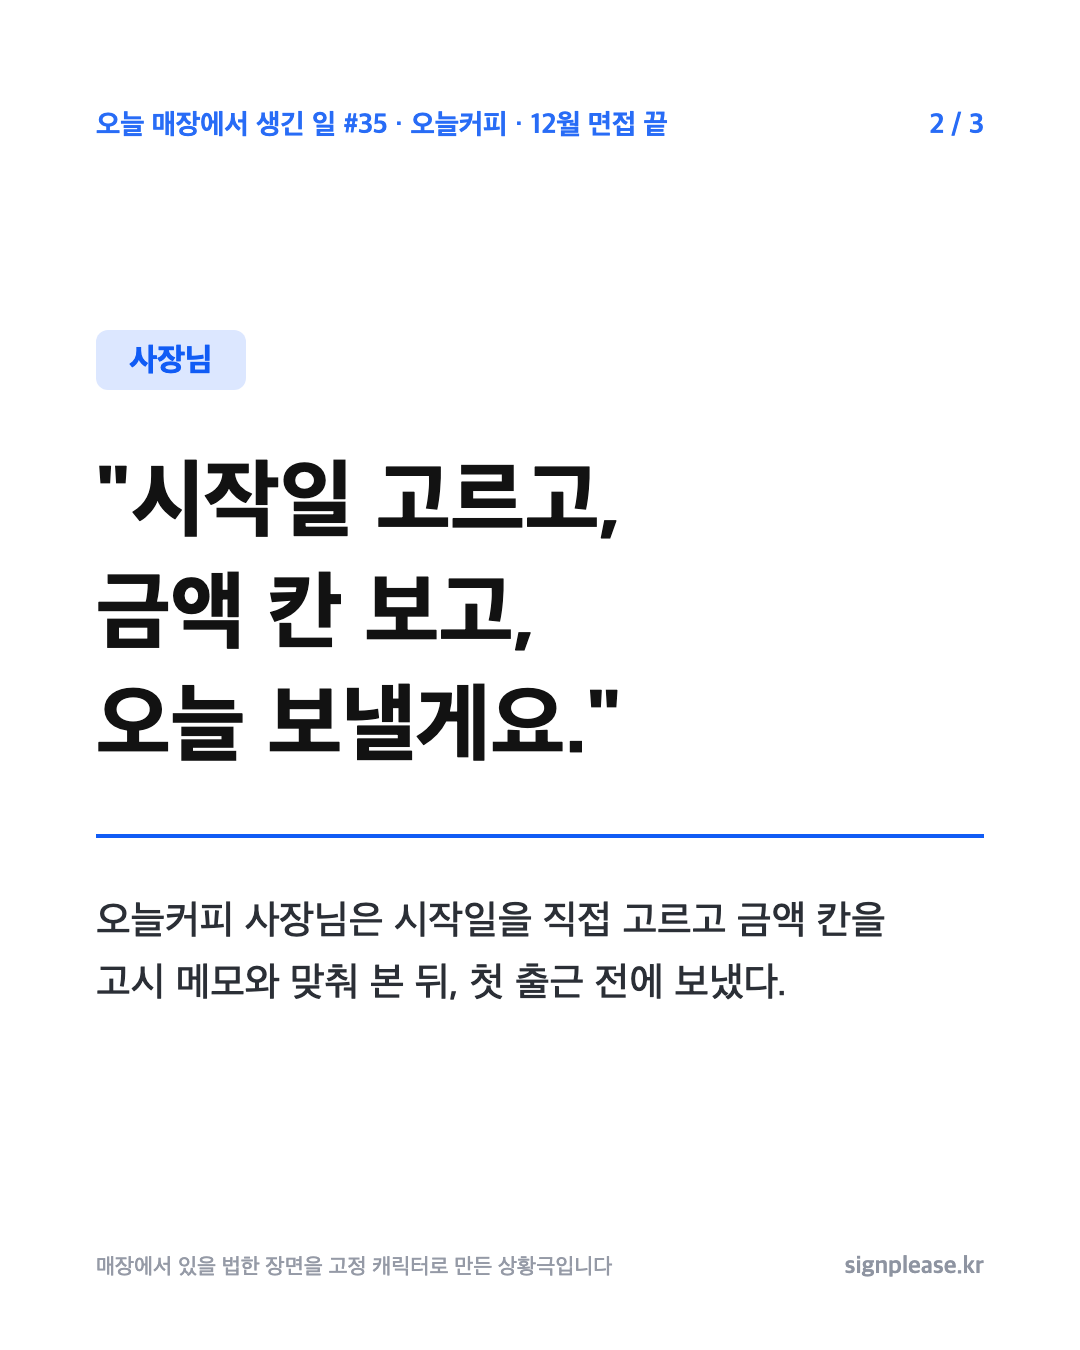 오늘 매장에서 생긴 일 #35 · 오늘커피 · 12월 면접 끝
2 / 3
사장님
"시작일 고르고,
금액 칸 보고,
오늘 보낼게요."
오늘커피 사장님은 시작일을 직접 고르고 금액 칸을
고시 메모와 맞춰 본 뒤, 첫 출근 전에 보냈다.
매장에서 있을 법한 장면을 고정 캐릭터로 만든 상황극입니다
signplease.kr